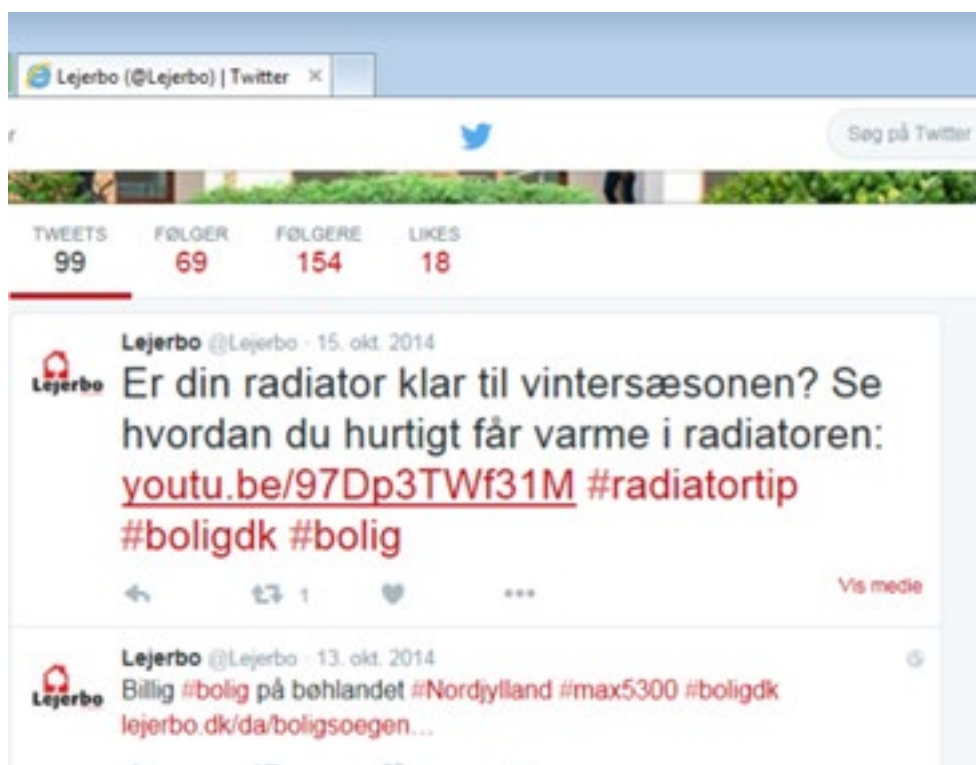 Lejerbo (@Lejerbo) | Twitter ×
r
Søg på Twitter
TWEETS FØLGER FØLGERE LIKES
99 69 154 18
Lejerbo @Lejerbo · 15. okt. 2014
Lejerbo
Er din radiator klar til vintersæsonen? Se
hvordan du hurtigt får varme i radiatoren:
youtu.be/97Dp3TWf31M #radiatortip
#boligdk #bolig
1
Vis medie
Lejerbo @Lejerbo · 13. okt. 2014
Lejerbo
Billig #bolig på bøhlandet #Nordjylland #max5300 #boligdk
lejerbo.dk/da/boligsoegen...